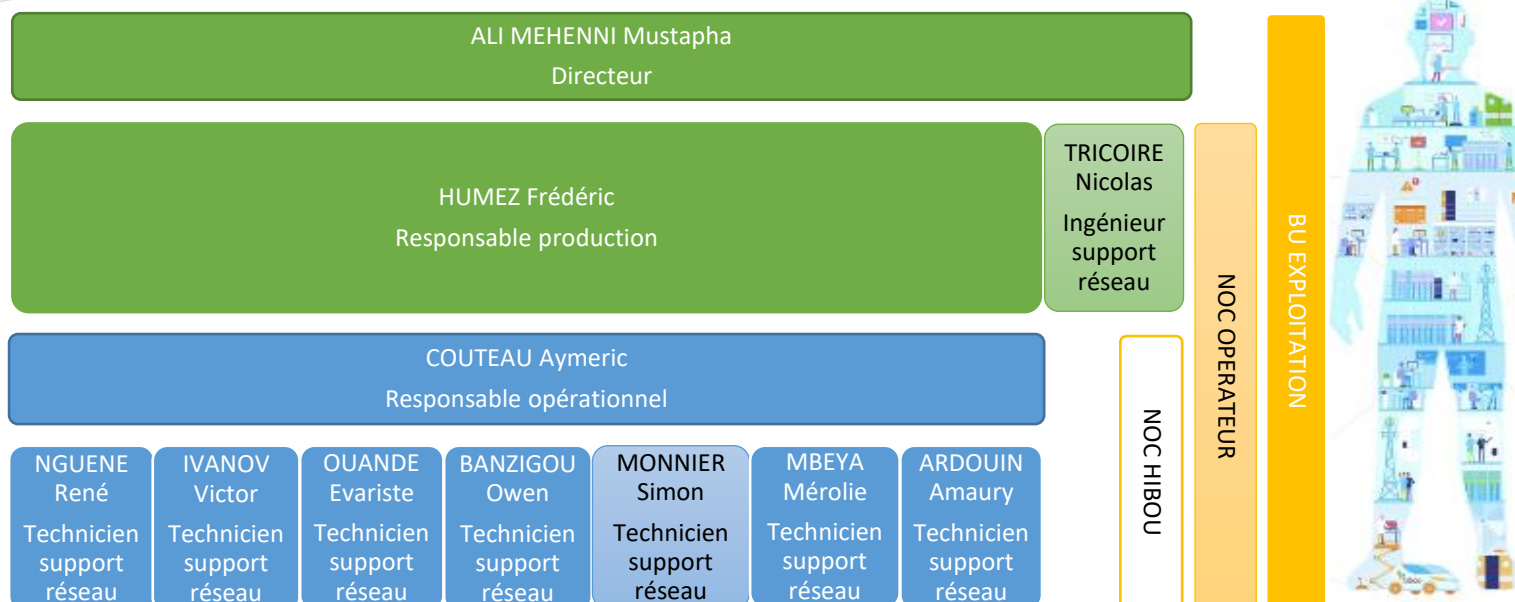 ALI MEHENNI Mustapha
Directeur
HUMEZ Frédéric
Responsable production
TRICOIRE
Nicolas
Ingénieur
support
réseau
COUTEAU Aymeric
Responsable opérationnel
NGUENE
René
Technicien
support
réseau
IVANOV
Victor
Technicien
support
réseau
OUANDE
Evariste
Technicien
support
réseau
BANZIGOU
Owen
Technicien
support
réseau
MONNIER
Simon
Technicien
support
réseau
MBEYA
Mérolie
Technicien
support
réseau
ARDOUIN
Amaury
Technicien
support
réseau
NOC HIBOU
NOC OPERATEUR
BU EXPLOITATION